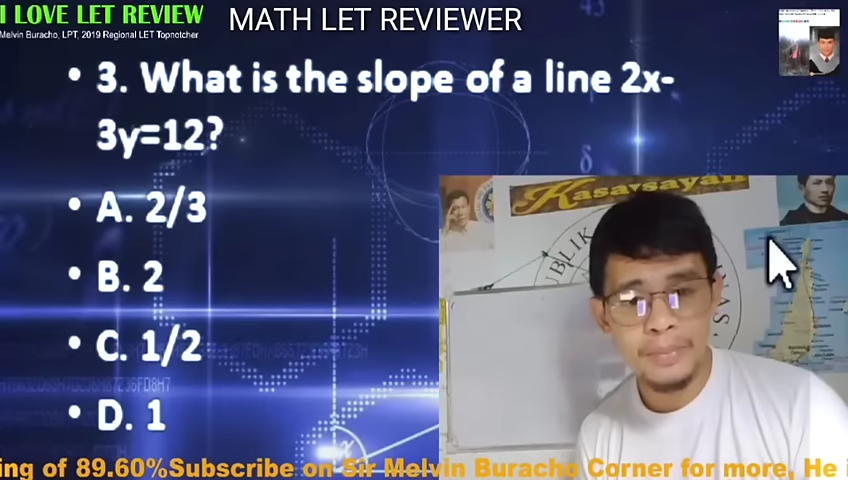 I LOVE LET REVIEW
Melvin Buracho, LPT, 2019 Regional LET Topnotcher
MATH LET REVIEWER
• 3. What is the slope of a line 2x-
3y=12?
• A. 2/3
• B. 2
• C. 1/2
• D. 1
Kasaysayan
UBLIK
ing of 89.60%Subscribe on Sir Melvin Buracho Corner for more, He i